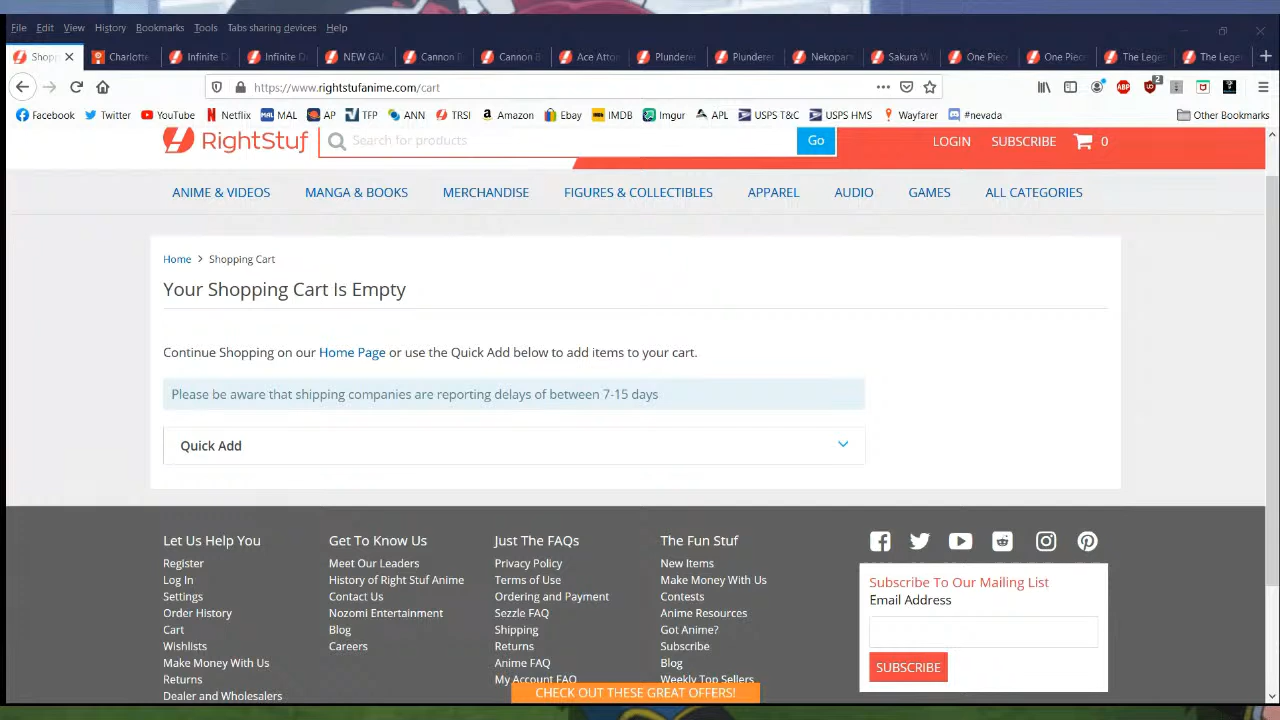 File Edit View History Bookmarks Tools Tabs sharing devices Help
Shopp Charlotte Infinite D Infinite D NEW GAM Cannon B Cannon B Ace Attor Plundere Plunderer Nekopar Sakura W One Piec One Piec The Leger The Leger
https://www.rightstufanime.com/cart
Facebook Twitter YouTube Netflix MAL AP TFP ANN TRSI Amazon Ebay IMDB Imgur APL USPS T&C USPS HMS Wayfarer #nevada Other Bookmarks
RightStuf Search for products Go LOGIN SUBSCRIBE 0
ANIME & VIDEOS MANGA & BOOKS MERCHANDISE FIGURES & COLLECTIBLES APPAREL AUDIO GAMES ALL CATEGORIES
Home > Shopping Cart
Your Shopping Cart Is Empty
Continue Shopping on our Home Page or use the Quick Add below to add items to your cart.
Please be aware that shipping companies are reporting delays of between 7-15 days
Quick Add
Let Us Help You
Register
Log In
Settings
Order History
Cart
Wishlists
Make Money With Us
Returns
Dealer and Wholesalers
Get To Know Us
Meet Our Leaders
History of Right Stuf Anime
Contact Us
Nozomi Entertainment
Blog
Careers
Just The FAQs
Privacy Policy
Terms of Use
Ordering and Payment
Sezzle FAQ
Shipping
Returns
Anime FAQ
My Account FAQ
The Fun Stuf
New Items
Make Money With Us
Contests
Anime Resources
Got Anime?
Subscribe
Blog
Weekly Top Sellers
Subscribe To Our Mailing List
Email Address
SUBSCRIBE
CHECK OUT THESE GREAT OFFERS!